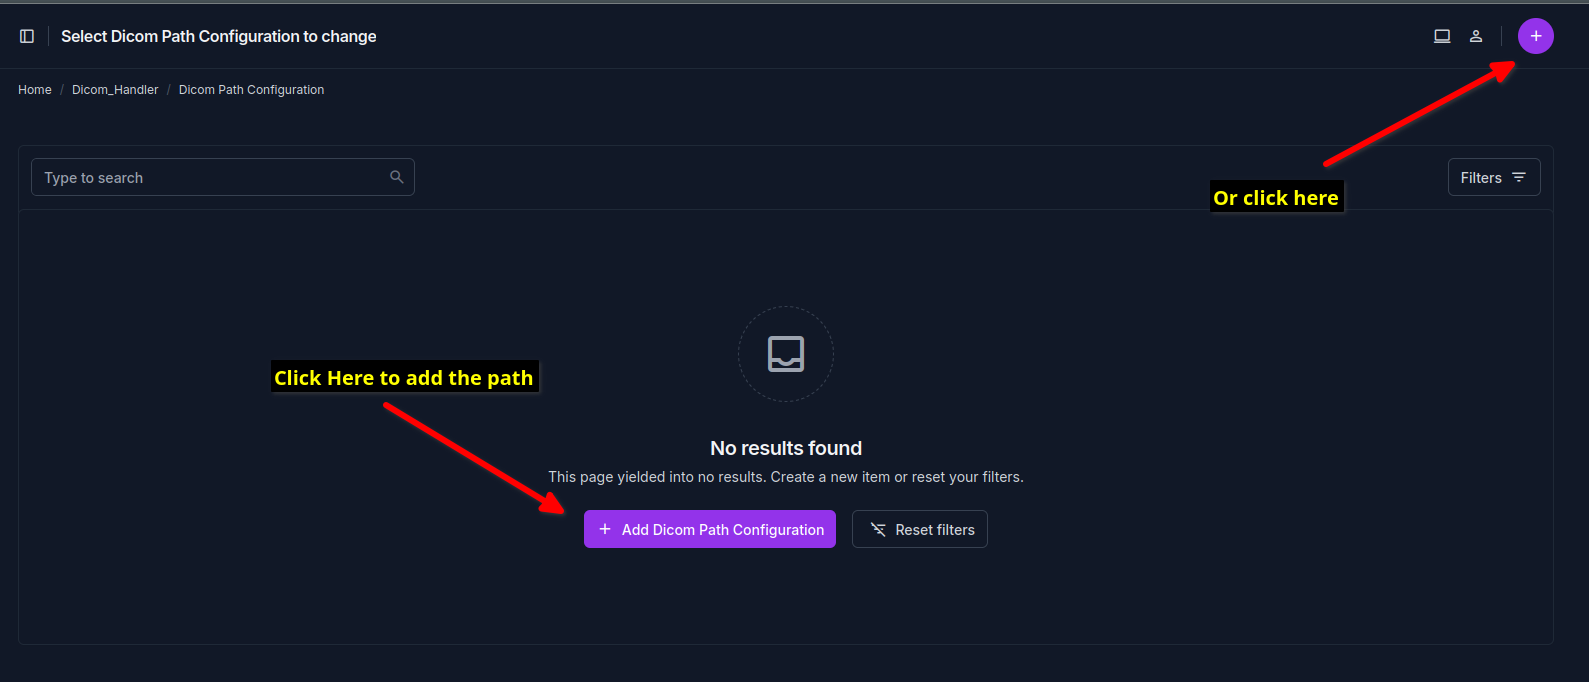 Select Dicom Path Configuration to change
Home / Dicom_Handler / Dicom Path Configuration
Type to search
Filters
Or click here
Click Here to add the path
No results found
This page yielded into no results. Create a new item or reset your filters.
+ Add Dicom Path Configuration
Reset filters